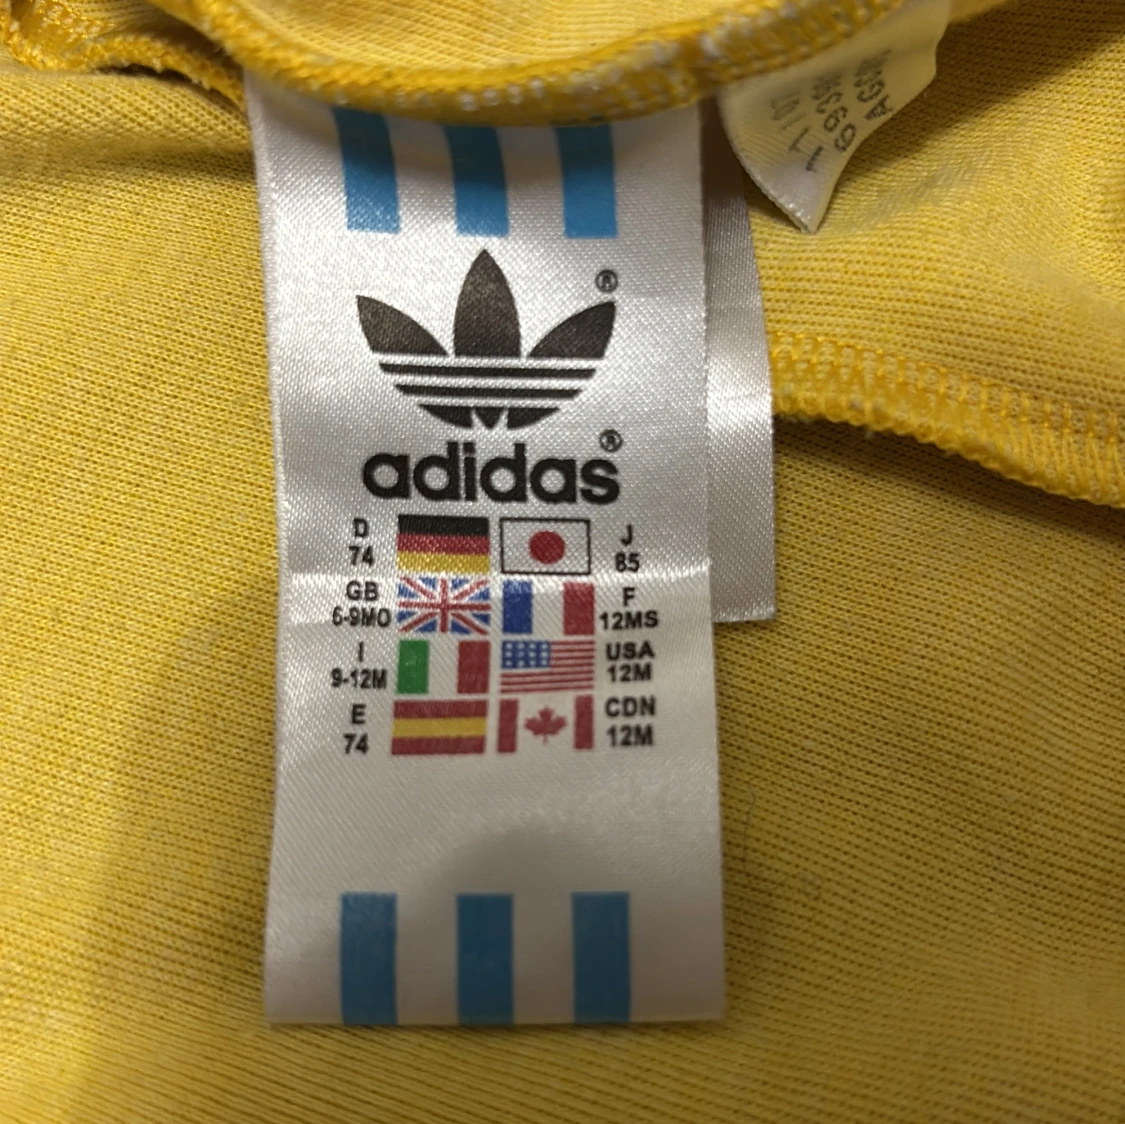 ®
®
adidas
D
74
J
85
GB
6-9MO
F
12MS
I
9-12M
USA
12M
E
74
CDN
12M